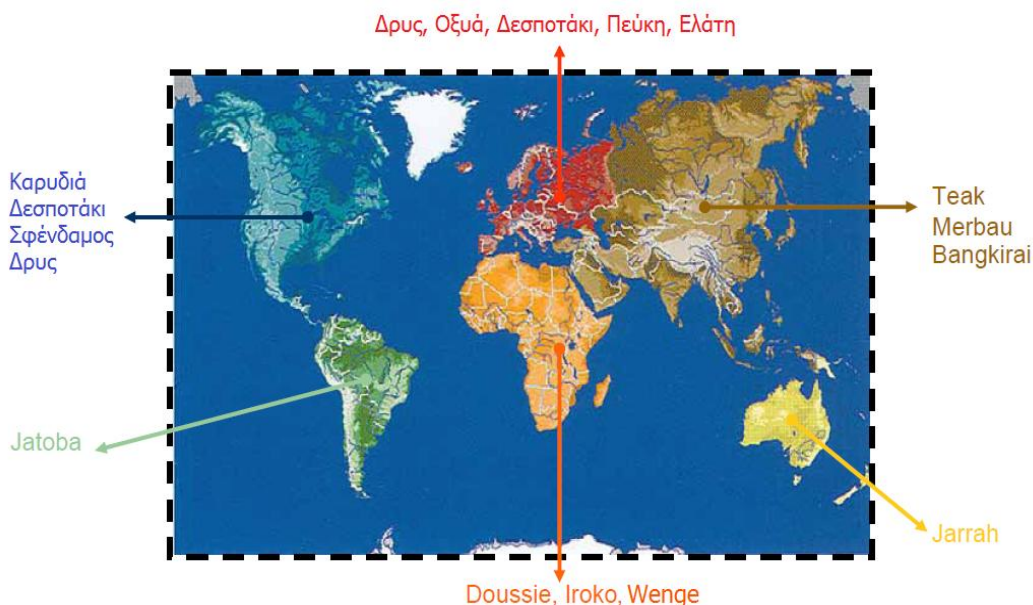 Δρυς, Οξυά, Δεσποτάκι, Πεύκη, Ελάτη
Καρυδιά
Δεσποτάκι
Σφένδαμος
Δρυς
Teak
Merbau
Bangkirai
Jatoba
Jarrah
Doussie, Iroko, Wenge